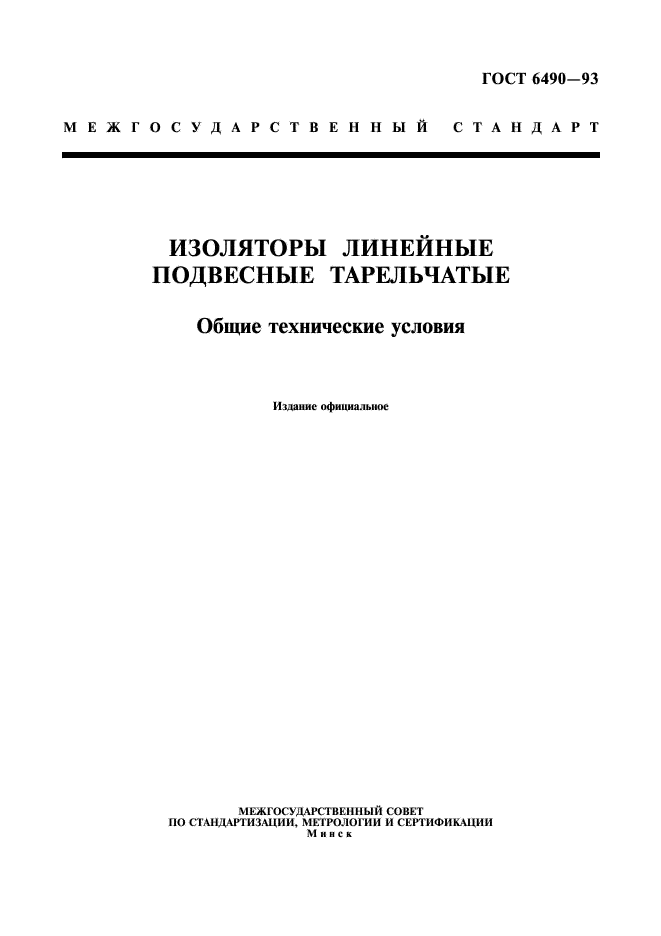 ГОСТ 6490—93
МЕЖГОСУДАРСТВЕННЫЙ СТАНДАРТ
ИЗОЛЯТОРЫ ЛИНЕЙНЫЕ
ПОДВЕСНЫЕ ТАРЕЛЬЧАТЫЕ
Общие технические условия
Издание официальное
МЕЖГОСУДАРСТВЕННЫЙ СОВЕТ
ПО СТАНДАРТИЗАЦИИ, МЕТРОЛОГИИ И СЕРТИФИКАЦИИ
Минск